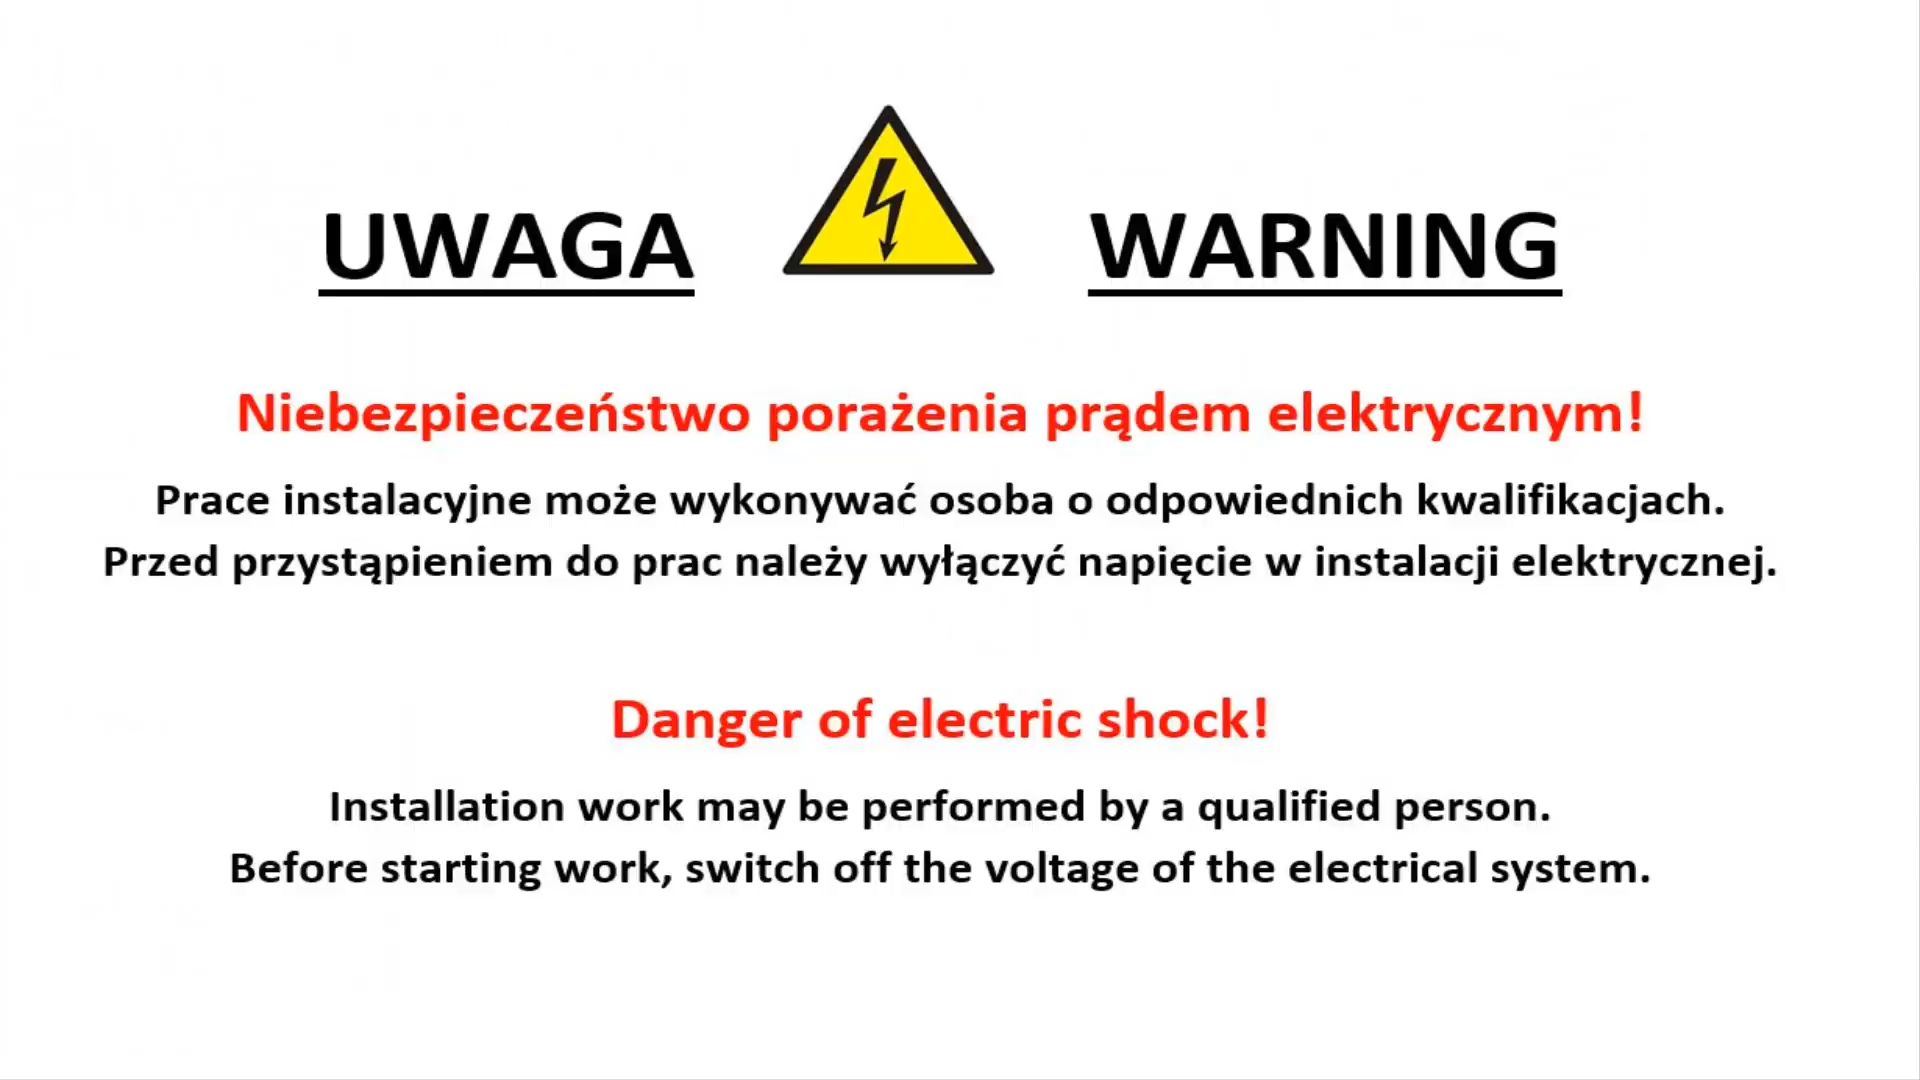 UWAGA WARNING
Niebezpieczeństwo porażenia prądem elektrycznym!
Prace instalacyjne może wykonywać osoba o odpowiednich kwalifikacjach.
Przed przystąpieniem do prac należy wyłączyć napięcie w instalacji elektrycznej.
Danger of electric shock!
Installation work may be performed by a qualified person.
Before starting work, switch off the voltage of the electrical system.